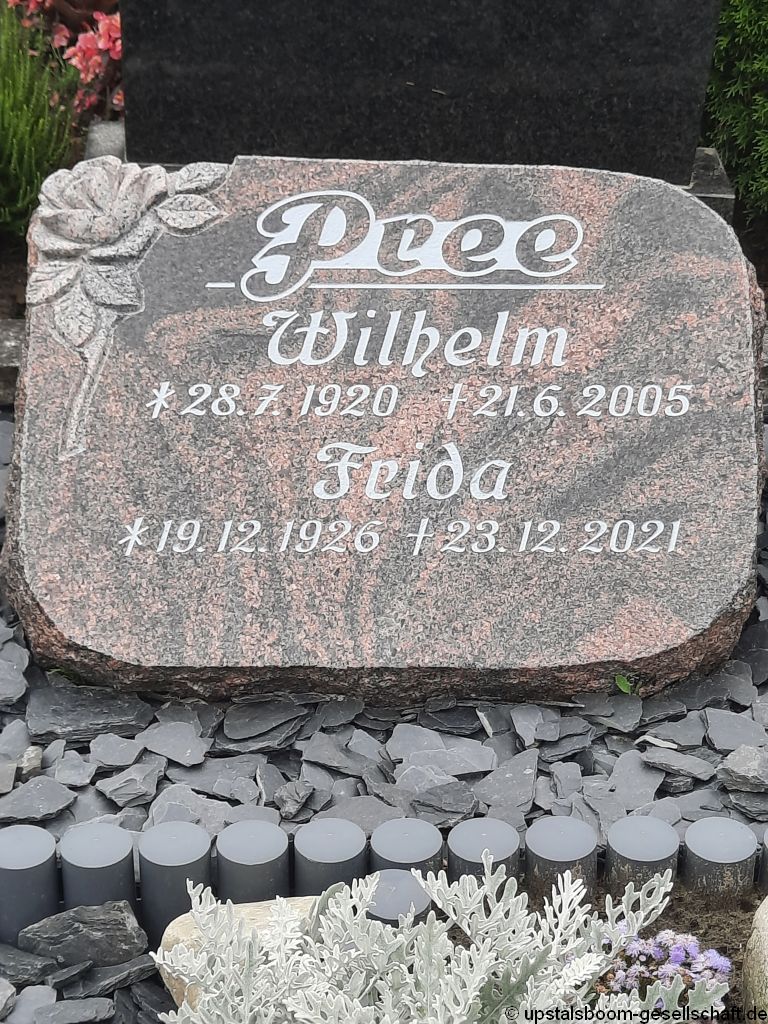 Pree
Wilhelm
*28.7.1920 †21.6.2005
Frida
*19.12.1926 †23.12.2021
© upstalsboom-gesellschaft.de